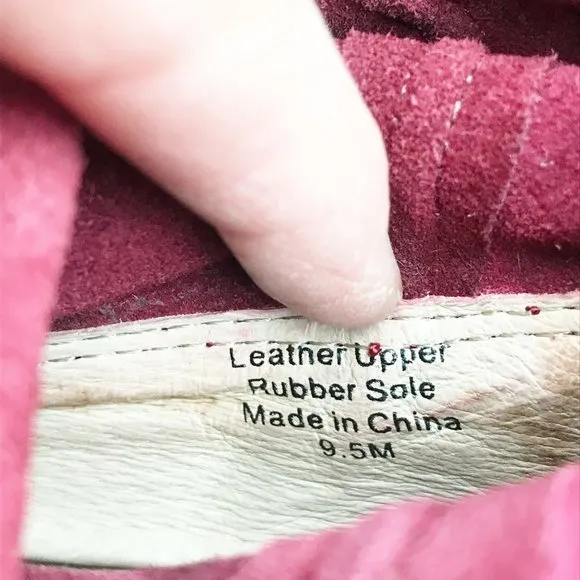 Leather Upper
Rubber Sole
Made in China
9.5M